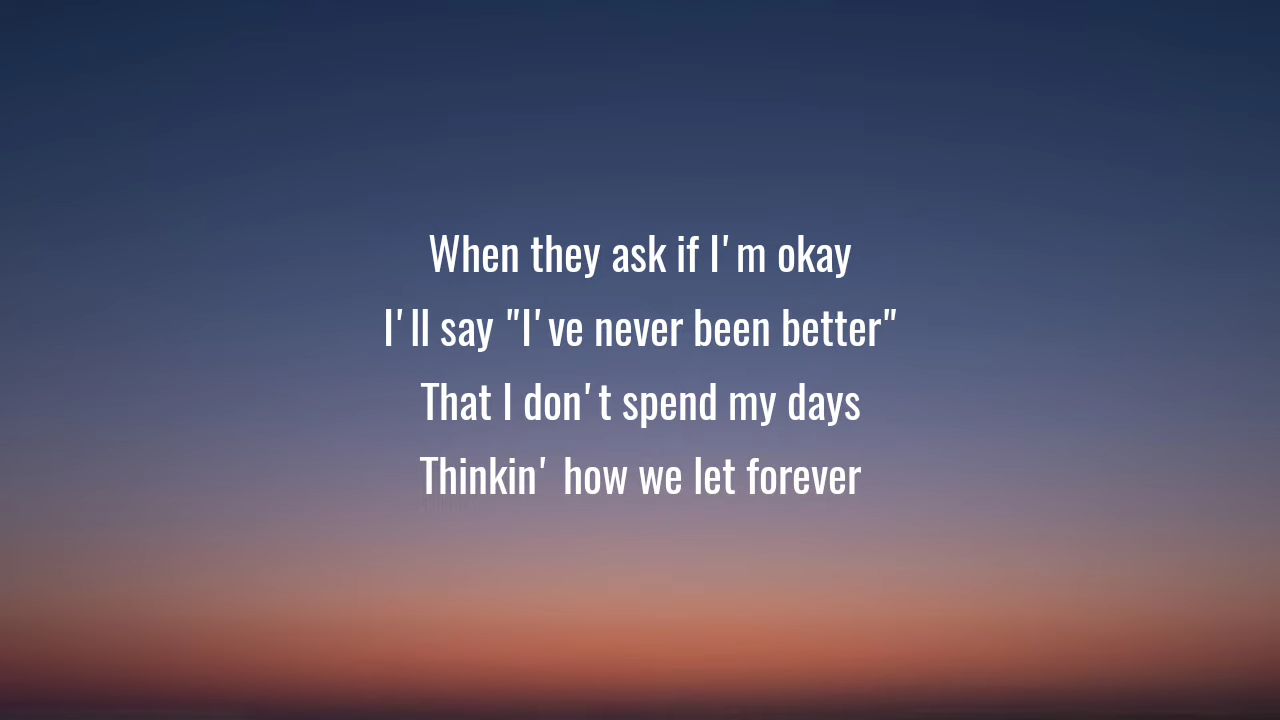 When they ask if I'm okay
I'll say "I've never been better"
That I don't spend my days
Thinkin' how we let forever